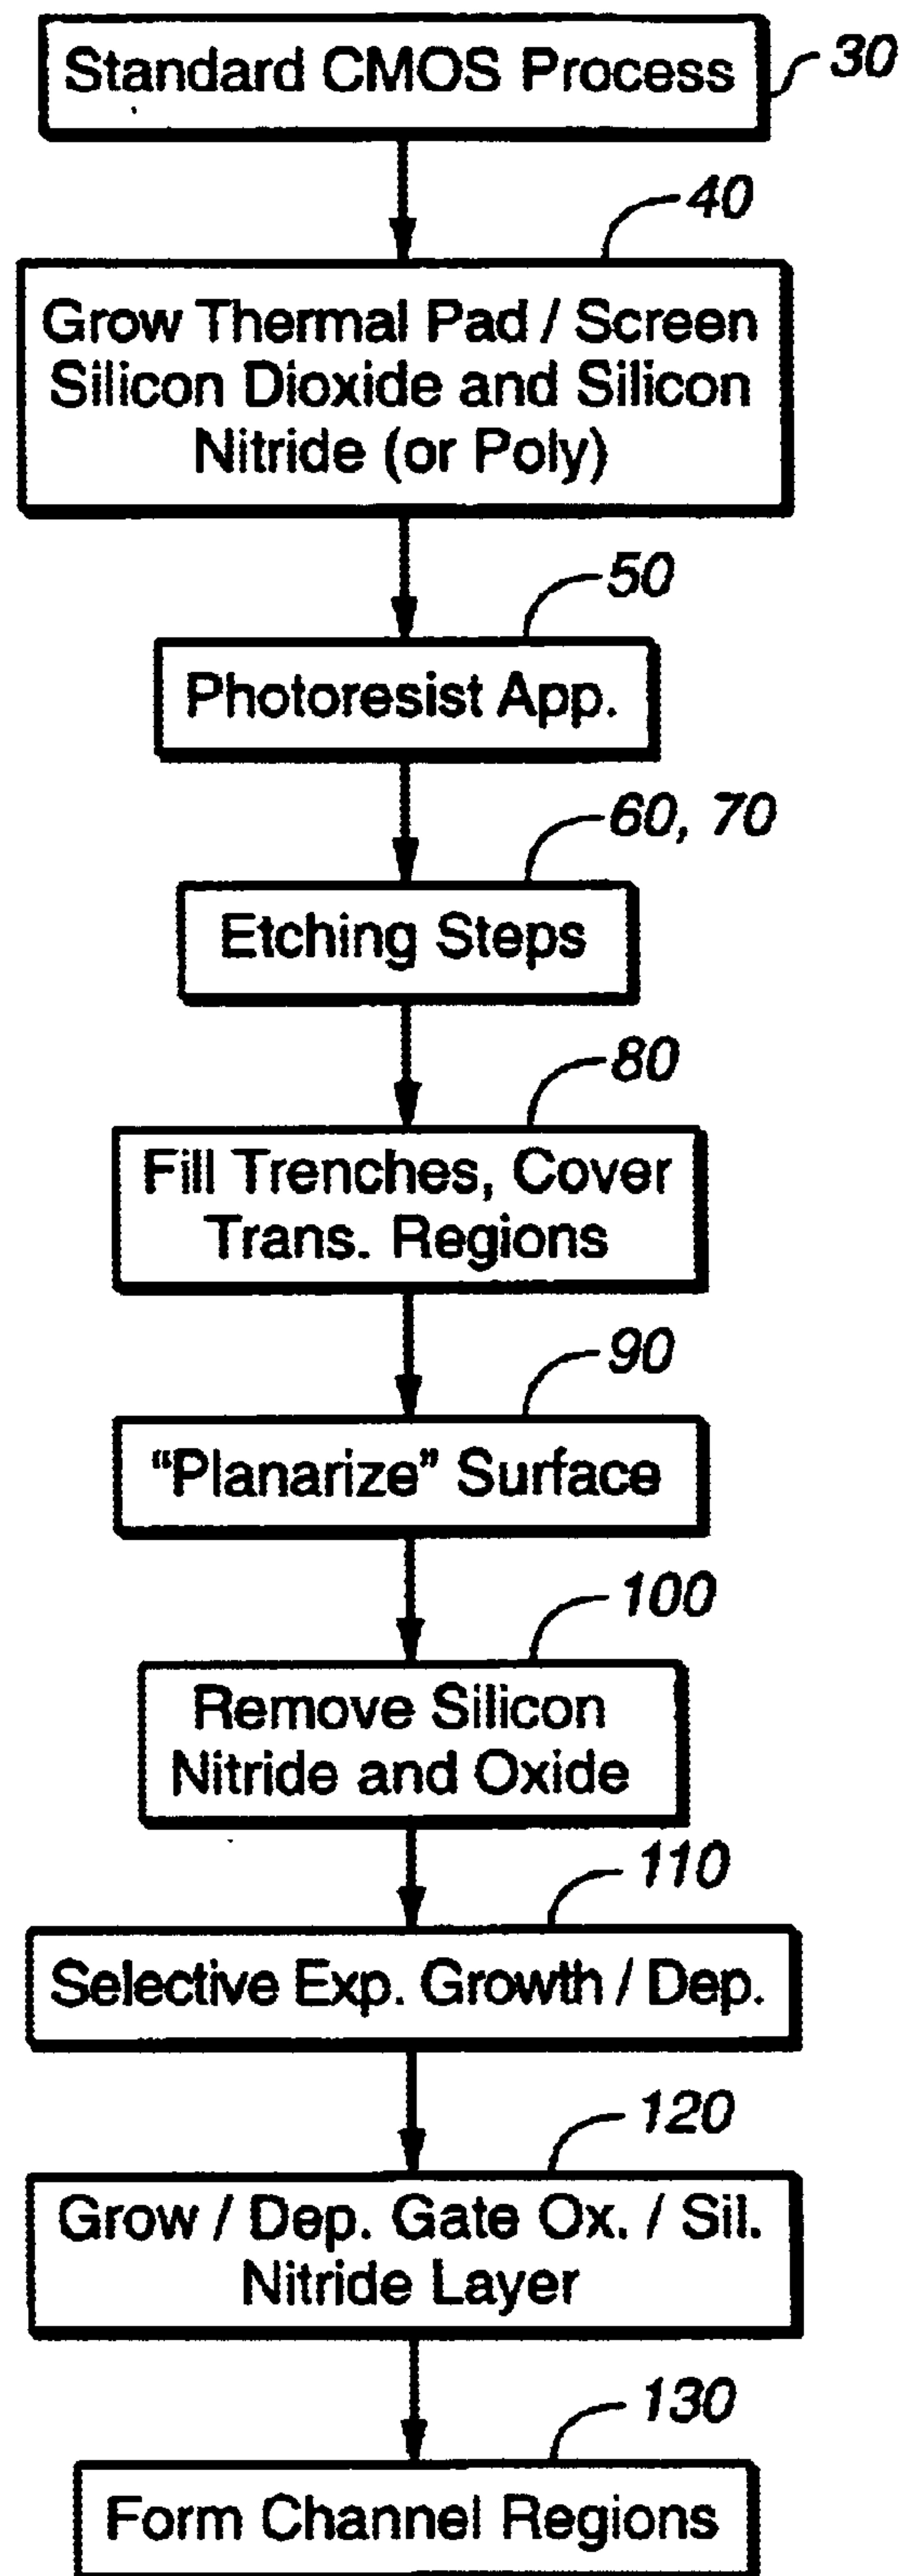 Standard CMOS Process
30
40
Grow Thermal Pad / Screen
Silicon Dioxide and Silicon
Nitride (or Poly)
50
Photoresist App.
60, 70
Etching Steps
80
Fill Trenches, Cover
Trans. Regions
90
“Planarize” Surface
100
Remove Silicon
Nitride and Oxide
110
Selective Exp. Growth / Dep.
120
Grow / Dep. Gate Ox. / Sil.
Nitride Layer
130
Form Channel Regions